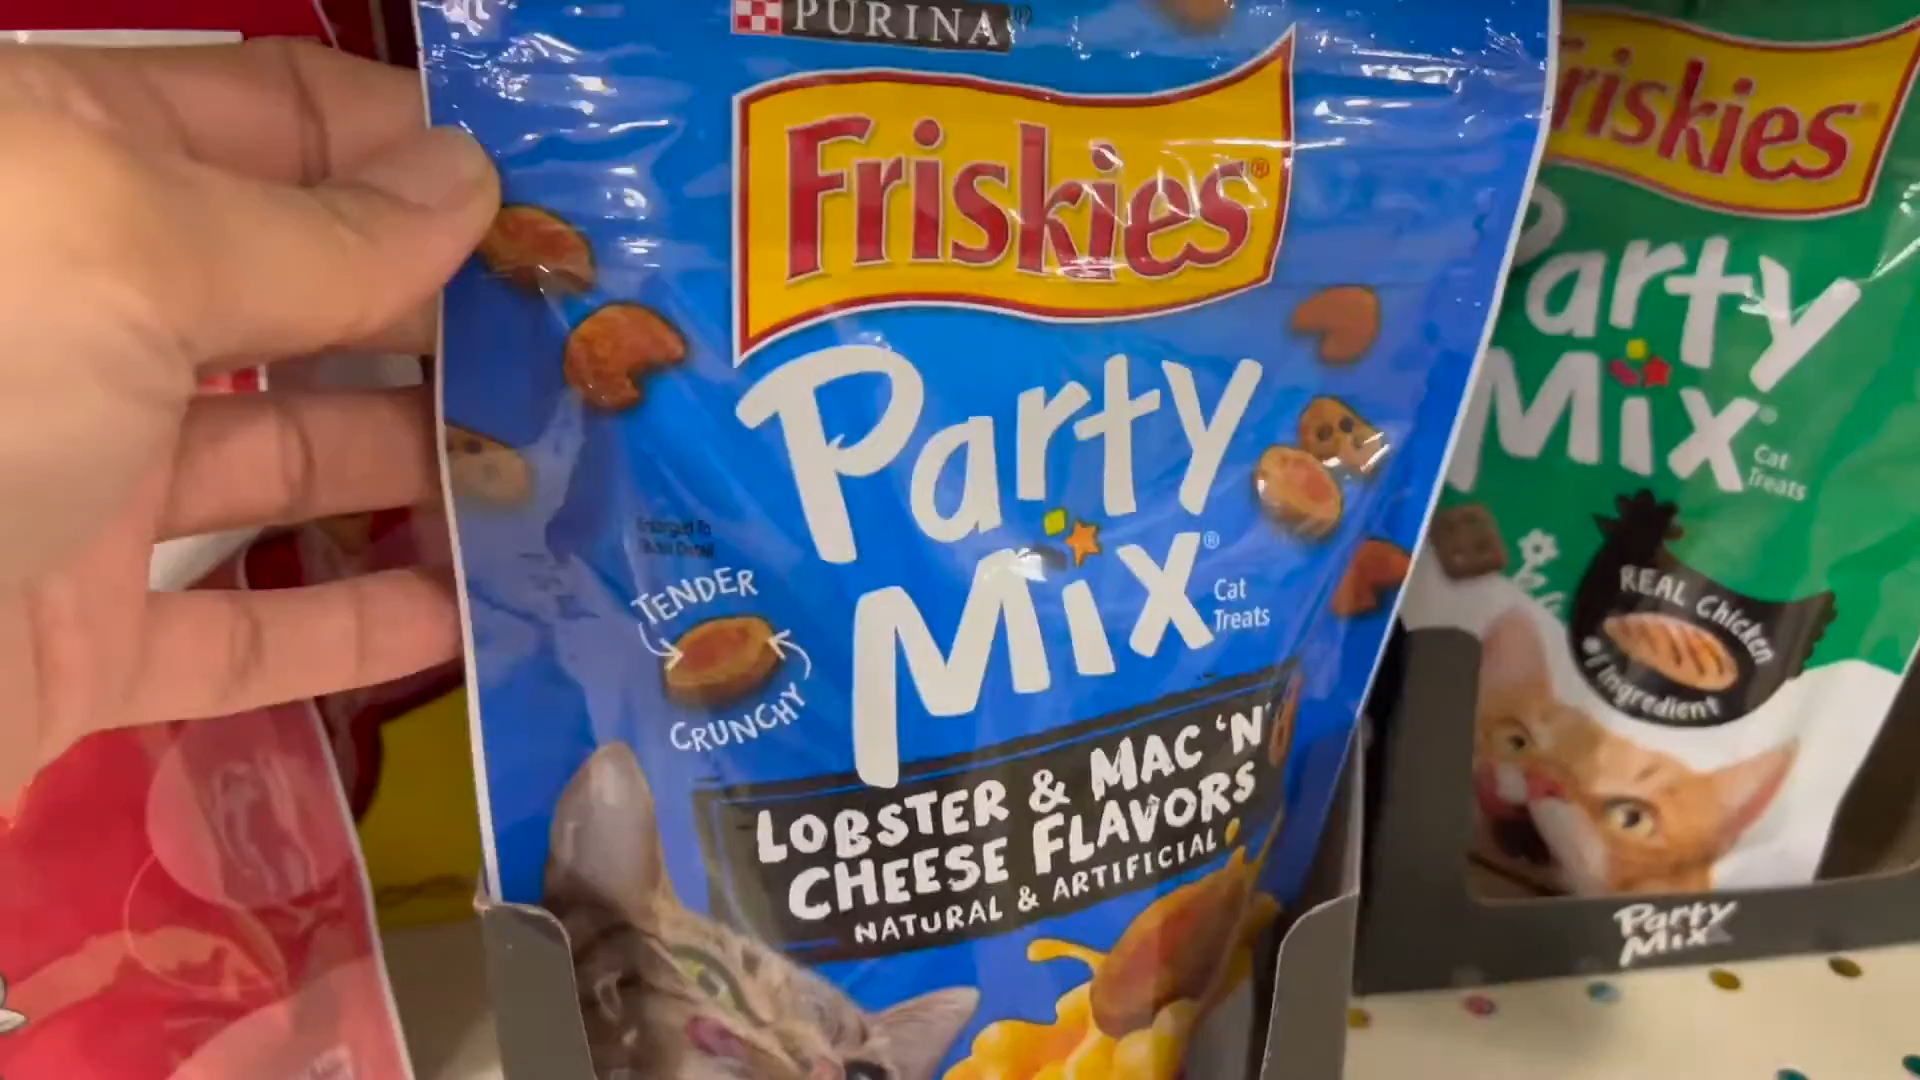 PURINA
Friskies®
Party
Mix®
Cat
Treats
TENDER
CRUNCHY
LOBSTER & MAC 'N'
CHEESE FLAVORS
NATURAL & ARTIFICIAL
Friskies
Party
Mix®
Cat
Treats
REAL Chicken
#1 Ingredient
Party
Mix